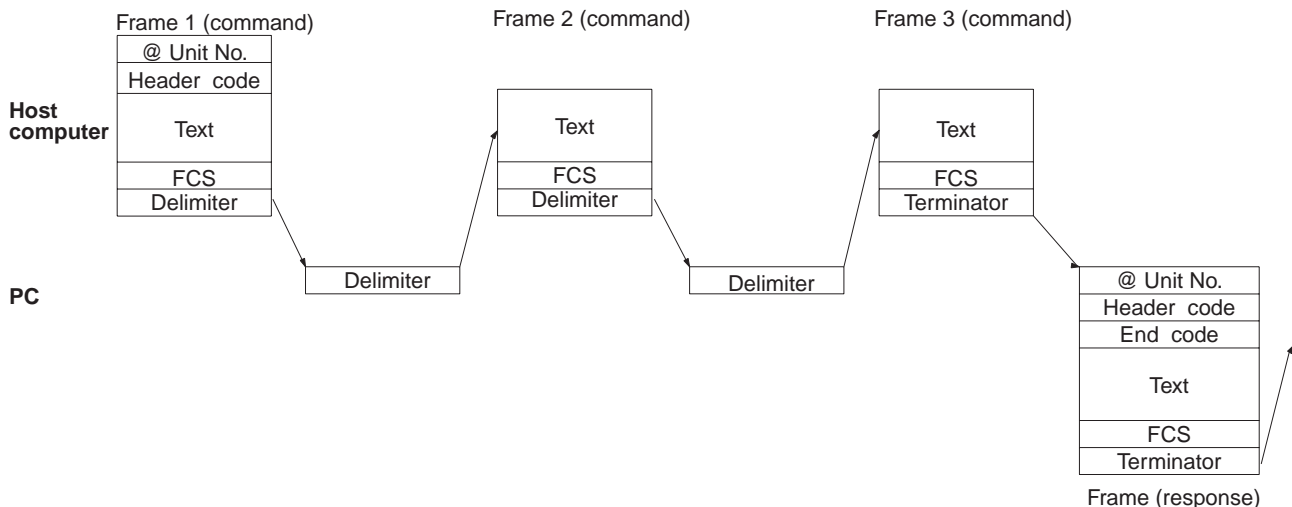 Frame 1 (command)
@ Unit No.
Header code
Text
FCS
Delimiter
Host
computer
Frame 2 (command)
Text
FCS
Delimiter
Frame 3 (command)
Text
FCS
Terminator
PC
Delimiter
Delimiter
@ Unit No.
Header code
End code
Text
FCS
Terminator
Frame (response)